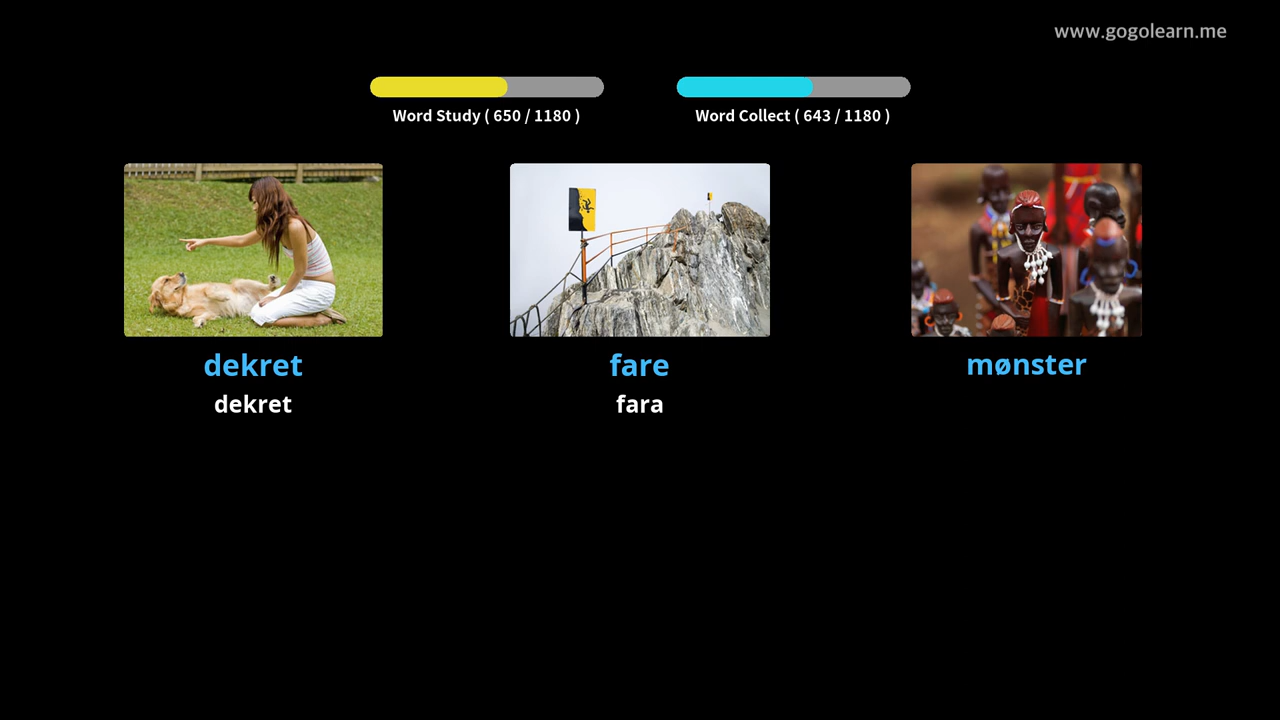 www.gogolearn.me
Word Study ( 650 / 1180 )
Word Collect ( 643 / 1180 )
dekret
fare
mønster
dekret
fara